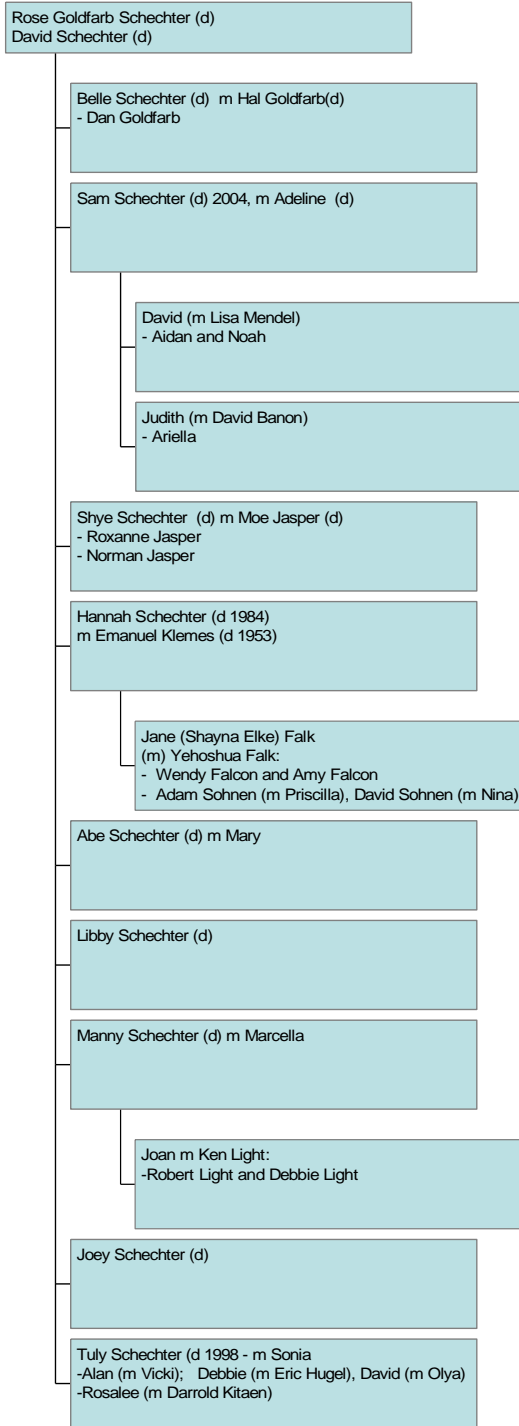 Rose Goldfarb Schechter (d)
David Schechter (d)
Belle Schechter (d)  m Hal Goldfarb(d)
- Dan Goldfarb
Sam Schechter (d) 2004, m Adeline  (d)
David (m Lisa Mendel)
- Aidan and Noah
Judith (m David Banon)
- Ariella
Shye Schechter  (d) m Moe Jasper (d)
- Roxanne Jasper
- Norman Jasper
Hannah Schechter (d 1984)
m Emanuel Klemes (d 1953)
Jane (Shayna Elke) Falk
(m) Yehoshua Falk:
-  Wendy Falcon and Amy Falcon
-  Adam Sohnen (m Priscilla), David Sohnen (m Nina)
Abe Schechter (d) m Mary
Libby Schechter (d)
Manny Schechter (d) m Marcella
Joan m Ken Light:
-Robert Light and Debbie Light
Joey Schechter (d)
Tuly Schechter (d 1998 - m Sonia
-Alan (m Vicki);   Debbie (m Eric Hugel), David (m Olya)
-Rosalee (m Darrold Kitaen)